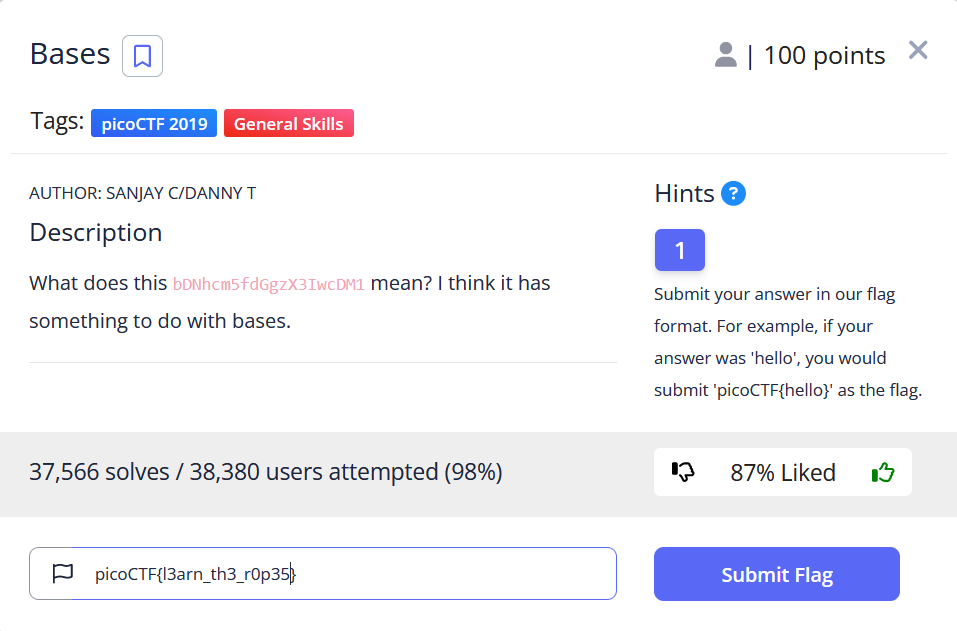 Bases
| 100 points
Tags: picoCTF 2019 General Skills
AUTHOR: SANJAY C/DANNY T
Description
What does this bDNhcm5fdGgzX3IwcDM1 mean? I think it has
something to do with bases.
Hints ?
1
Submit your answer in our flag
format. For example, if your
answer was 'hello', you would
submit 'picoCTF{hello}' as the flag.
37,566 solves / 38,380 users attempted (98%)
87% Liked
picoCTF{l3arn_th3_r0p35}
Submit Flag